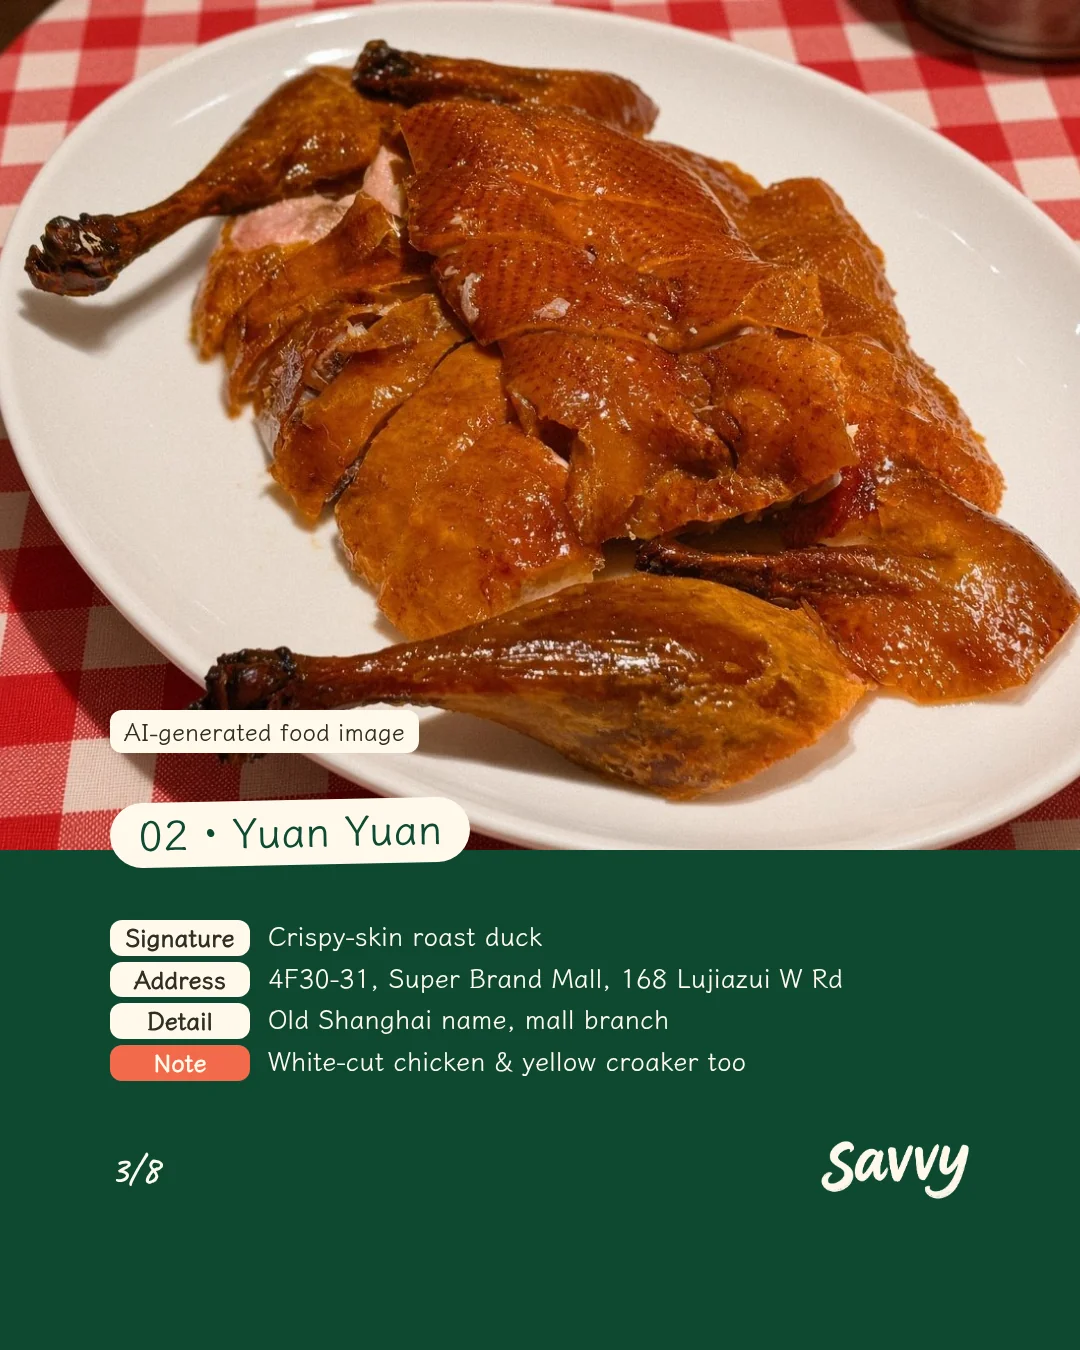 AI-generated food image
02 • Yuan Yuan
Signature Crispy-skin roast duck
Address 4F30-31, Super Brand Mall, 168 Lujiazui W Rd
Detail Old Shanghai name, mall branch
Note White-cut chicken & yellow croaker too
3/8
Savvy